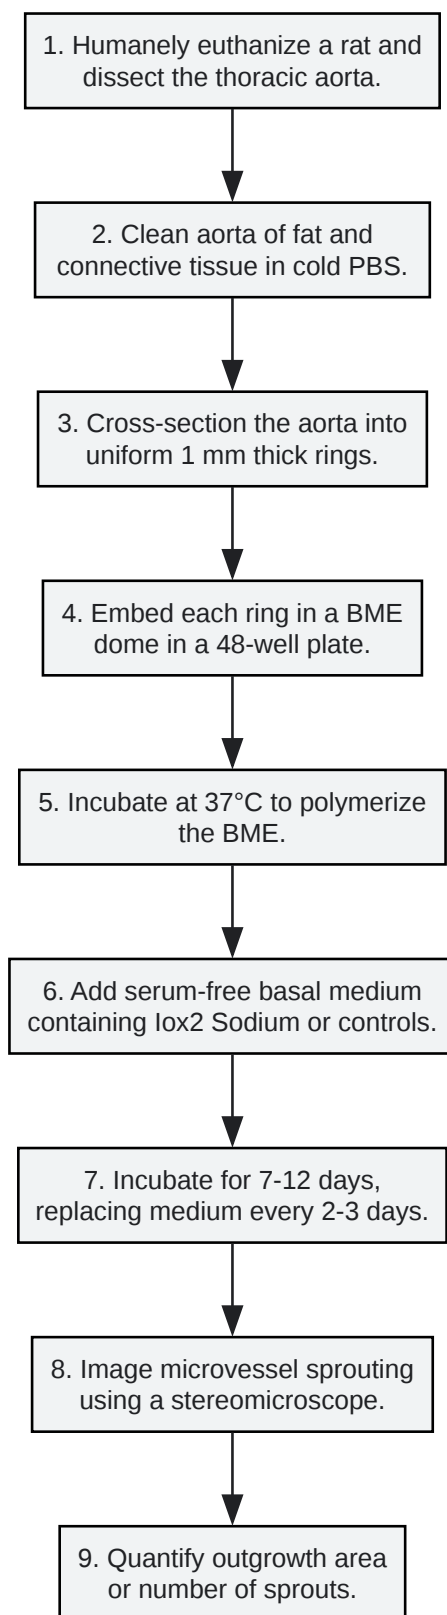 1. Humanely euthanize a rat and
dissect the thoracic aorta.
2. Clean aorta of fat and
connective tissue in cold PBS.
3. Cross-section the aorta into
uniform 1 mm thick rings.
4. Embed each ring in a BME
dome in a 48-well plate.
5. Incubate at 37°C to polymerize
the BME.
6. Add serum-free basal medium
containing Iox2 Sodium or controls.
7. Incubate for 7-12 days,
replacing medium every 2-3 days.
8. Image microvessel sprouting
using a stereomicroscope.
9. Quantify outgrowth area
or number of sprouts.